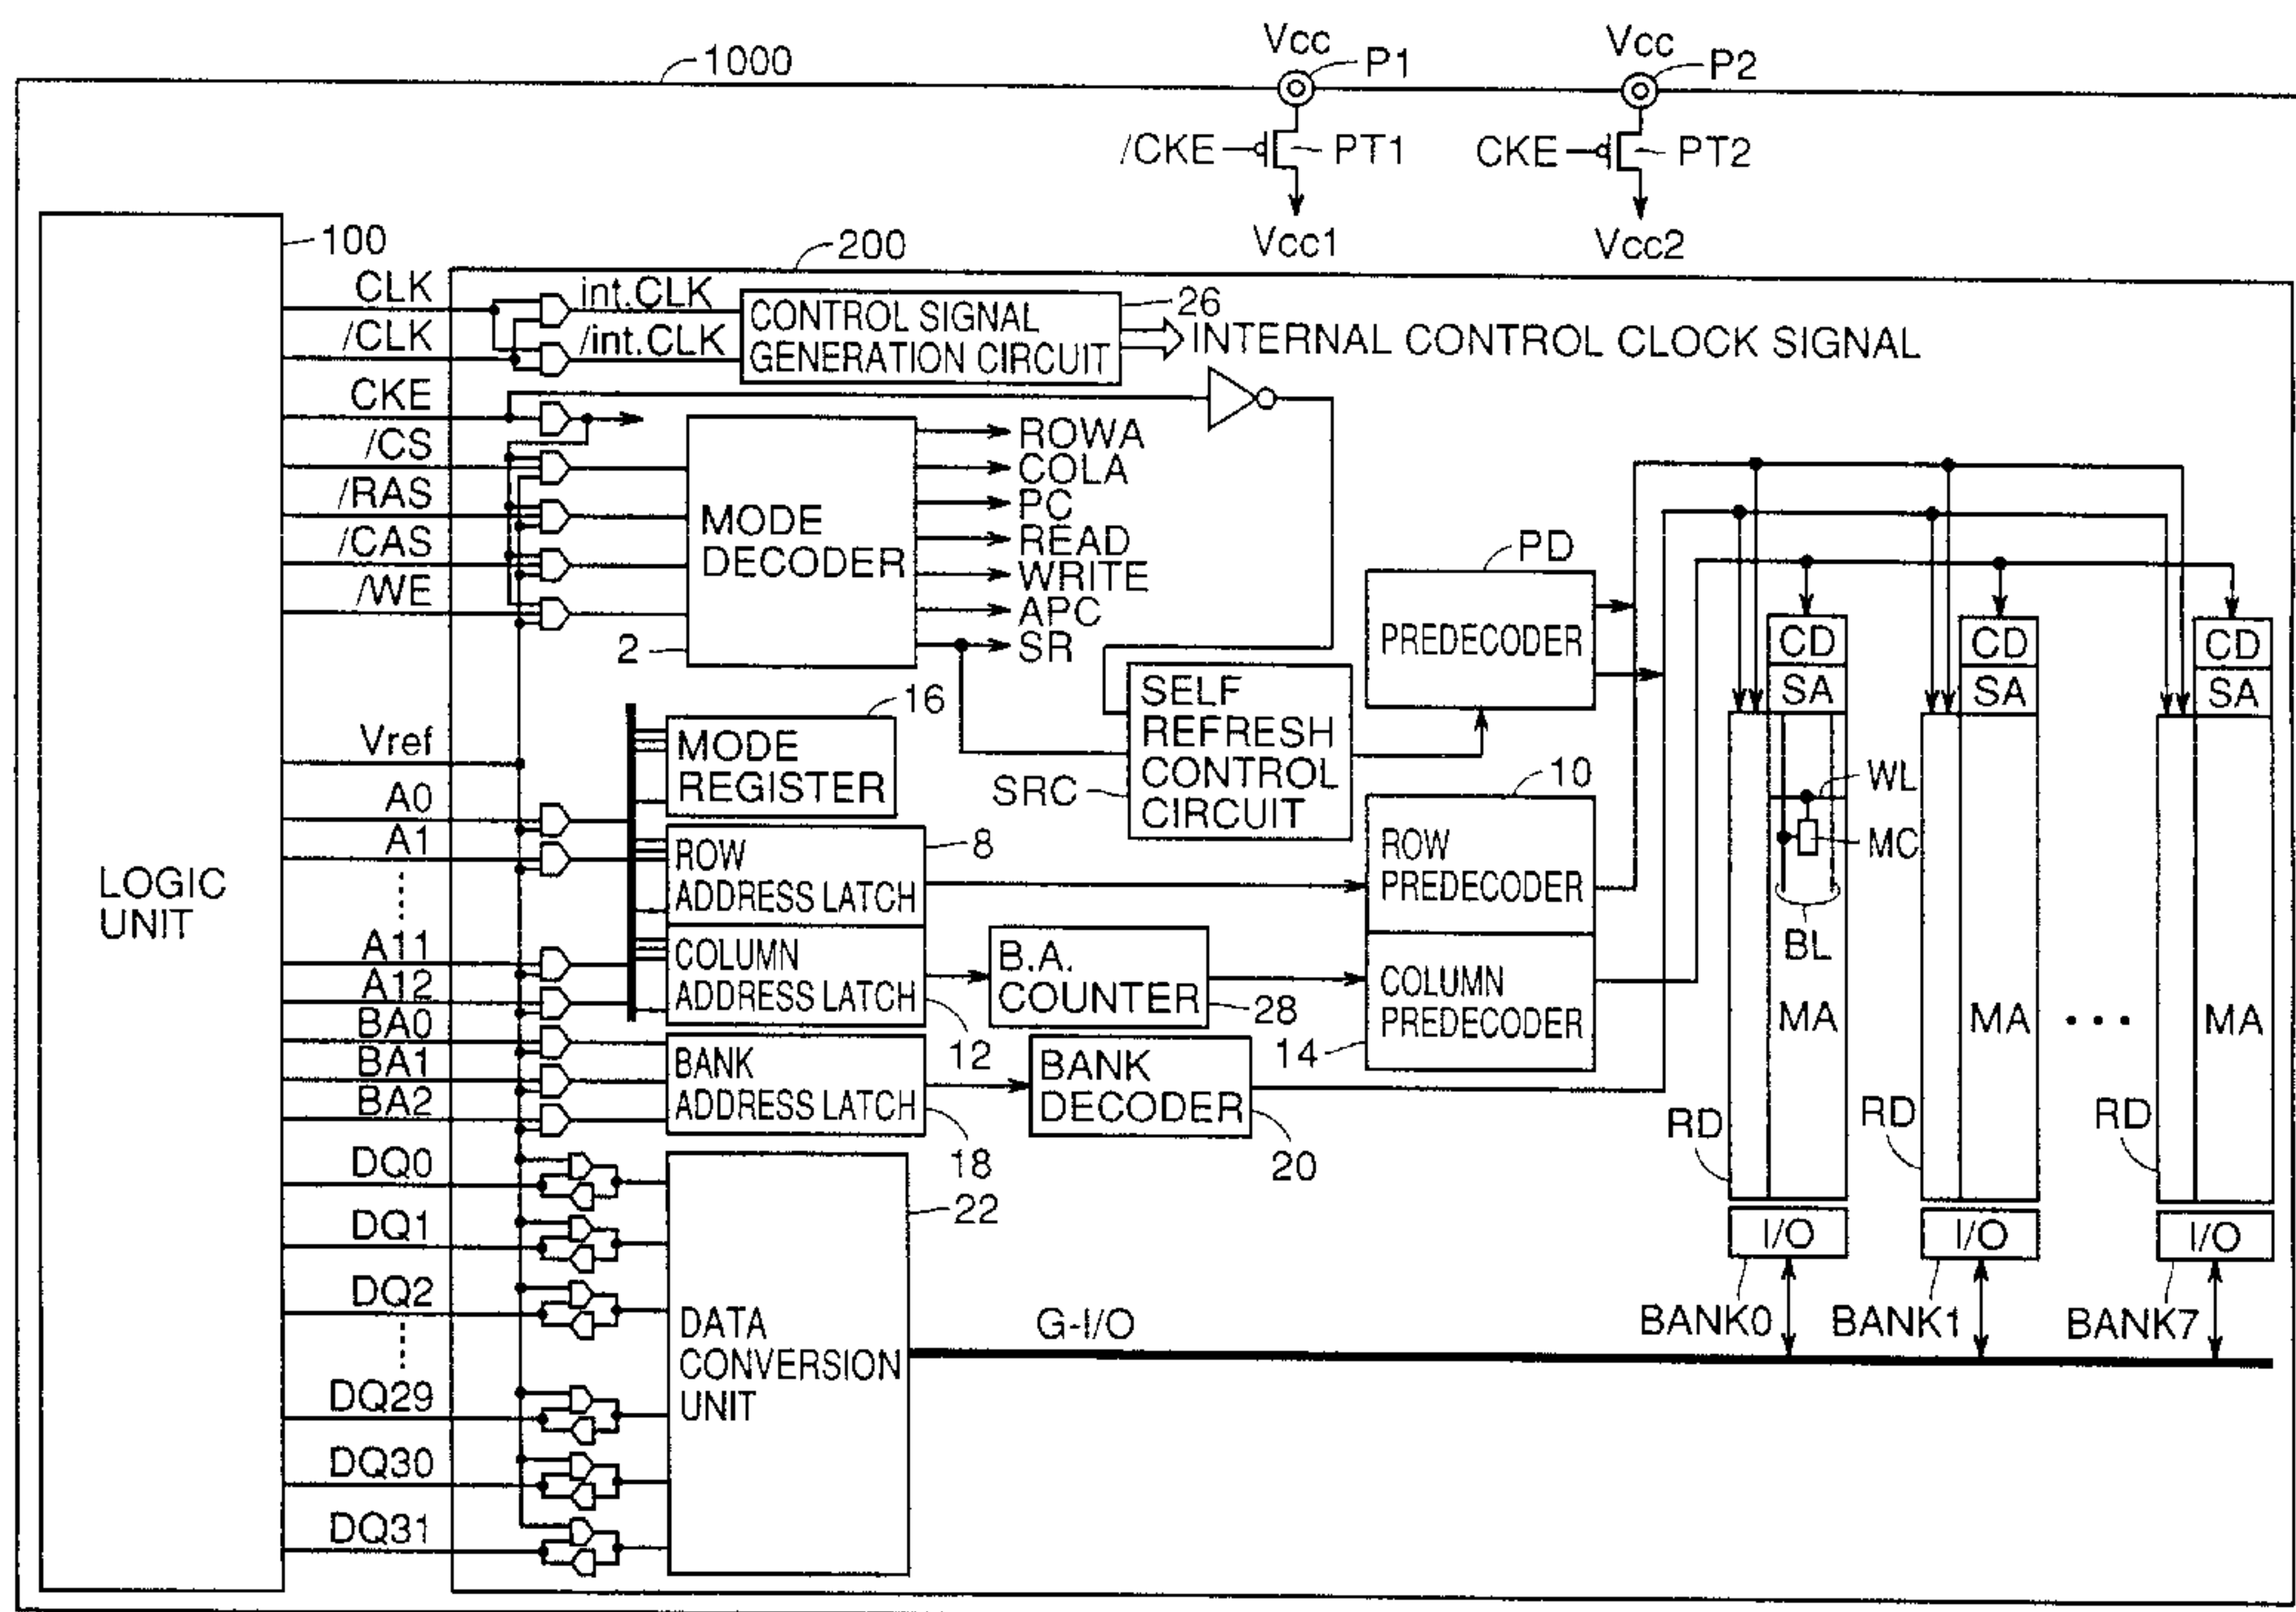 1000
Vcc
P1
Vcc
P2
/CKE
PT1
CKE
PT2
Vcc1
Vcc2
100
200
CLK
int.CLK
/CLK
/int.CLK
CONTROL SIGNAL
GENERATION CIRCUIT
26
INTERNAL CONTROL CLOCK SIGNAL
CKE
/CS
/RAS
/CAS
/WE
MODE
DECODER
2
ROWA
COLA
PC
READ
WRITE
APC
SR
PD
PREDECODER
Vref
16
MODE
REGISTER
SELF
REFRESH
CONTROL
CIRCUIT
SRC
A0
A1
A11
A12
BA0
BA1
BA2
LOGIC
UNIT
ROW
ADDRESS LATCH
8
COLUMN
ADDRESS LATCH
12
B.A.
COUNTER
28
10
ROW
PREDECODER
COLUMN
PREDECODER
14
BANK
ADDRESS LATCH
18
BANK
DECODER
20
DQ0
DQ1
DQ2
DQ29
DQ30
DQ31
22
DATA
CONVERSION
UNIT
G-I/O
CD
SA
WL
MC
BL
MA
RD
I/O
BANK0
CD
SA
MA
RD
I/O
BANK1
CD
SA
MA
RD
I/O
BANK7